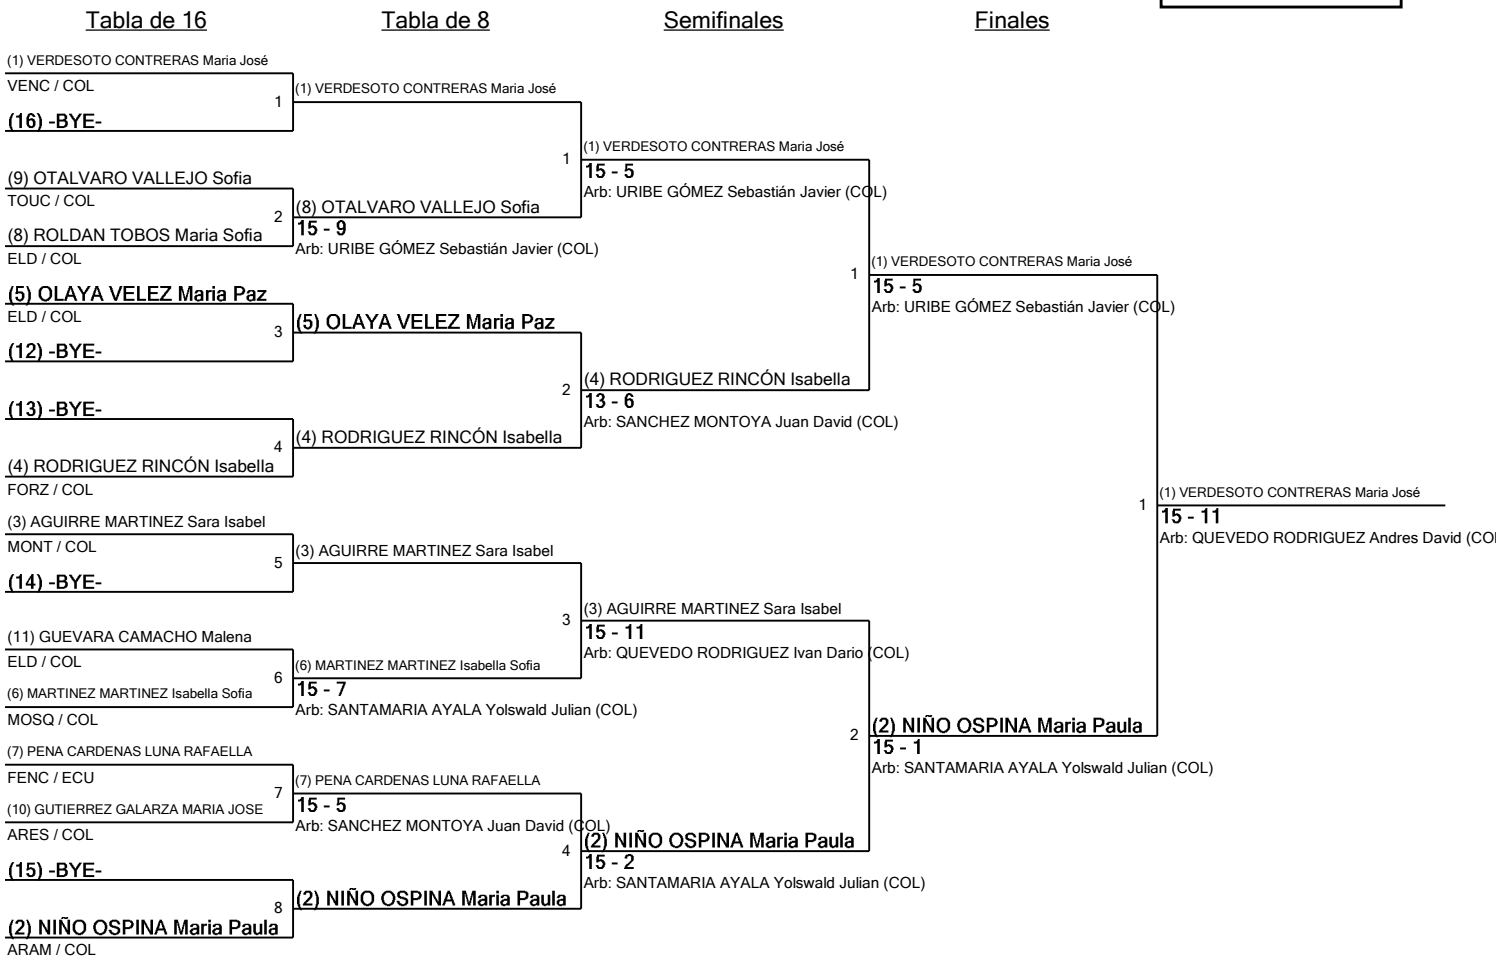 Tabla de 16
Tabla de 8
Semifinales
Finales
(1) VERDESOTO CONTRERAS Maria José
VENC / COL
1
(16) -BYE-
(9) OTALVARO VALLEJO Sofia
TOUC / COL
2
(8) ROLDAN TOBOS Maria Sofia
ELD / COL
(5) OLAYA VELEZ Maria Paz
ELD / COL
3
(12) -BYE-
(13) -BYE-
4
(4) RODRIGUEZ RINCÓN Isabella
FORZ / COL
(3) AGUIRRE MARTINEZ Sara Isabel
MONT / COL
5
(14) -BYE-
(11) GUEVARA CAMACHO Malena
ELD / COL
6
(6) MARTINEZ MARTINEZ Isabella Sofia
MOSQ / COL
(7) PENA CARDENAS LUNA RAFAELLA
FENC / ECU
7
(10) GUTIERREZ GALARZA MARIA JOSE
ARES / COL
(15) -BYE-
8
(2) NIÑO OSPINA Maria Paula
ARAM / COL
(1) VERDESOTO CONTRERAS Maria José
1
(8) OTALVARO VALLEJO Sofia
15 - 9
Arb: URIBE GÓMEZ Sebastián Javier (COL)
(5) OLAYA VELEZ Maria Paz
2
(4) RODRIGUEZ RINCÓN Isabella
(3) AGUIRRE MARTINEZ Sara Isabel
3
(6) MARTINEZ MARTINEZ Isabella Sofia
15 - 7
Arb: SANTAMARIA AYALA Yolswald Julian (COL)
(7) PENA CARDENAS LUNA RAFAELLA
15 - 5
Arb: SANCHEZ MONTOYA Juan David (COL)
4
(2) NIÑO OSPINA Maria Paula
(1) VERDESOTO CONTRERAS Maria José
15 - 5
Arb: URIBE GÓMEZ Sebastián Javier (COL)
1
(4) RODRIGUEZ RINCÓN Isabella
13 - 6
Arb: SANCHEZ MONTOYA Juan David (COL)
(3) AGUIRRE MARTINEZ Sara Isabel
15 - 11
Arb: QUEVEDO RODRIGUEZ Ivan Dario (COL)
2
(2) NIÑO OSPINA Maria Paula
15 - 2
Arb: SANTAMARIA AYALA Yolswald Julian (COL)
(1) VERDESOTO CONTRERAS Maria José
15 - 5
Arb: URIBE GÓMEZ Sebastián Javier (COL)
1
(2) NIÑO OSPINA Maria Paula
15 - 1
Arb: SANTAMARIA AYALA Yolswald Julian (COL)
(1) VERDESOTO CONTRERAS Maria José
15 - 11
Arb: QUEVEDO RODRIGUEZ Andres David (CO